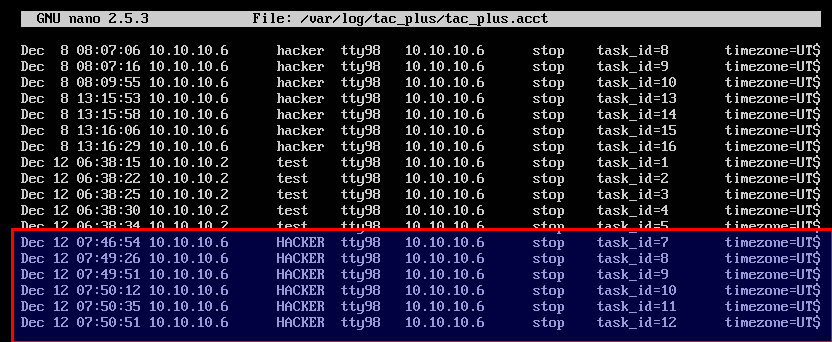 GNU nano 2.5.3 File: /var/log/tac_plus/tac_plus.acct
Dec 8 08:07:06 10.10.10.6 hacker tty98 10.10.10.6 stop task_id=8 timezone=UT$
Dec 8 08:07:16 10.10.10.6 hacker tty98 10.10.10.6 stop task_id=9 timezone=UT$
Dec 8 08:09:55 10.10.10.6 hacker tty98 10.10.10.6 stop task_id=10 timezone=UT$
Dec 8 13:15:53 10.10.10.6 hacker tty98 10.10.10.6 stop task_id=13 timezone=UT$
Dec 8 13:15:58 10.10.10.6 hacker tty98 10.10.10.6 stop task_id=14 timezone=UT$
Dec 8 13:16:06 10.10.10.6 hacker tty98 10.10.10.6 stop task_id=15 timezone=UT$
Dec 8 13:16:29 10.10.10.6 hacker tty98 10.10.10.6 stop task_id=16 timezone=UT$
Dec 12 06:38:15 10.10.10.2 test tty98 10.10.10.6 stop task_id=1 timezone=UT$
Dec 12 06:38:22 10.10.10.2 test tty98 10.10.10.6 stop task_id=2 timezone=UT$
Dec 12 06:38:25 10.10.10.2 test tty98 10.10.10.6 stop task_id=3 timezone=UT$
Dec 12 06:38:30 10.10.10.2 test tty98 10.10.10.6 stop task_id=4 timezone=UT$
Dec 12 06:38:34 10.10.10.2 test tty98 10.10.10.6 stop task_id=5 timezone=UT$
Dec 12 07:46:54 10.10.10.6 HACKER tty98 10.10.10.6 stop task_id=7 timezone=UT$
Dec 12 07:49:26 10.10.10.6 HACKER tty98 10.10.10.6 stop task_id=8 timezone=UT$
Dec 12 07:49:51 10.10.10.6 HACKER tty98 10.10.10.6 stop task_id=9 timezone=UT$
Dec 12 07:50:12 10.10.10.6 HACKER tty98 10.10.10.6 stop task_id=10 timezone=UT$
Dec 12 07:50:35 10.10.10.6 HACKER tty98 10.10.10.6 stop task_id=11 timezone=UT$
Dec 12 07:50:51 10.10.10.6 HACKER tty98 10.10.10.6 stop task_id=12 timezone=UT$